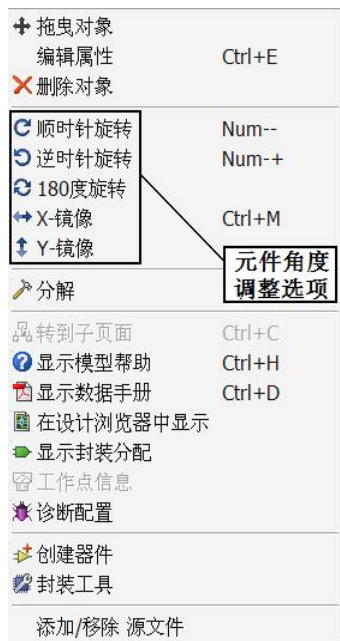 拖曳对象
编辑属性 Ctrl+E
删除对象
顺时针旋转 Num--
逆时针旋转 Num-+
180度旋转
X-镜像 Ctrl+M
Y-镜像
元件角度
调整选项
分解
转到子页面 Ctrl+C
显示模型帮助 Ctrl+H
显示数据手册 Ctrl+D
在设计浏览器中显示
显示封装分配
工作点信息
诊断配置
创建器件
封装工具
添加/移除 源文件